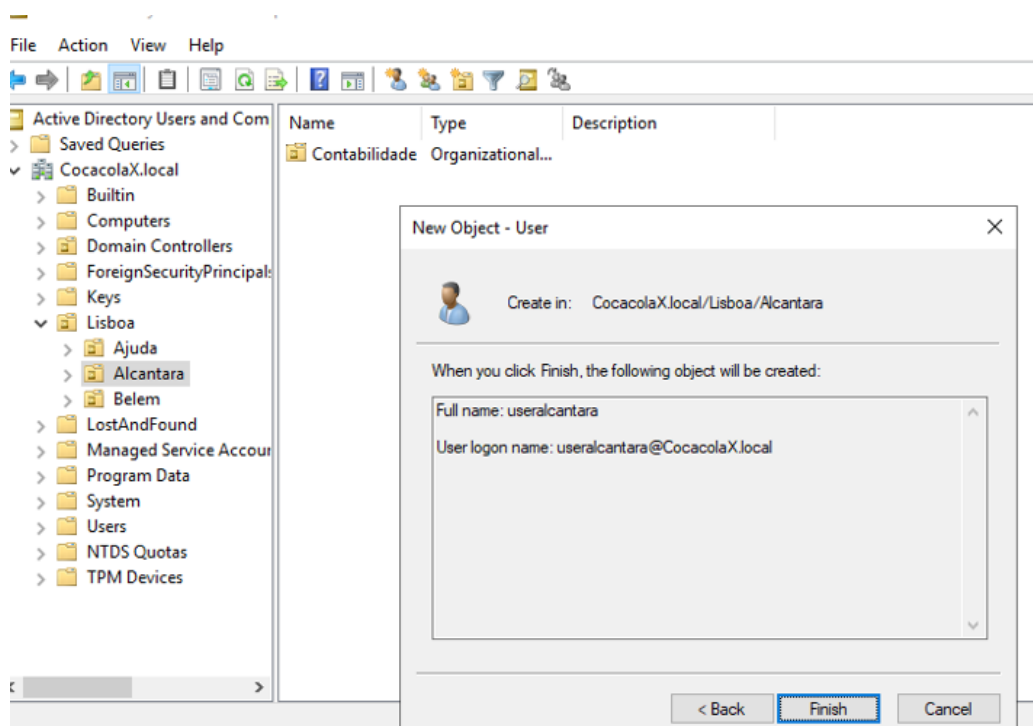 File Action View Help
Active Directory Users and Com
Saved Queries
CocacolaX.local
Builtin
Computers
Domain Controllers
ForeignSecurityPrincipals
Keys
Lisboa
Ajuda
Alcantara
Belem
LostAndFound
Managed Service Accour
Program Data
System
Users
NTDS Quotas
TPM Devices
Name Type Description
Contabilidade Organizational...
New Object - User
Create in: CocacolaX.local/Lisboa/Alcantara
When you click Finish, the following object will be created:
Full name: useralcantara
User logon name: useralcantara@CocacolaX.local
< Back Finish Cancel